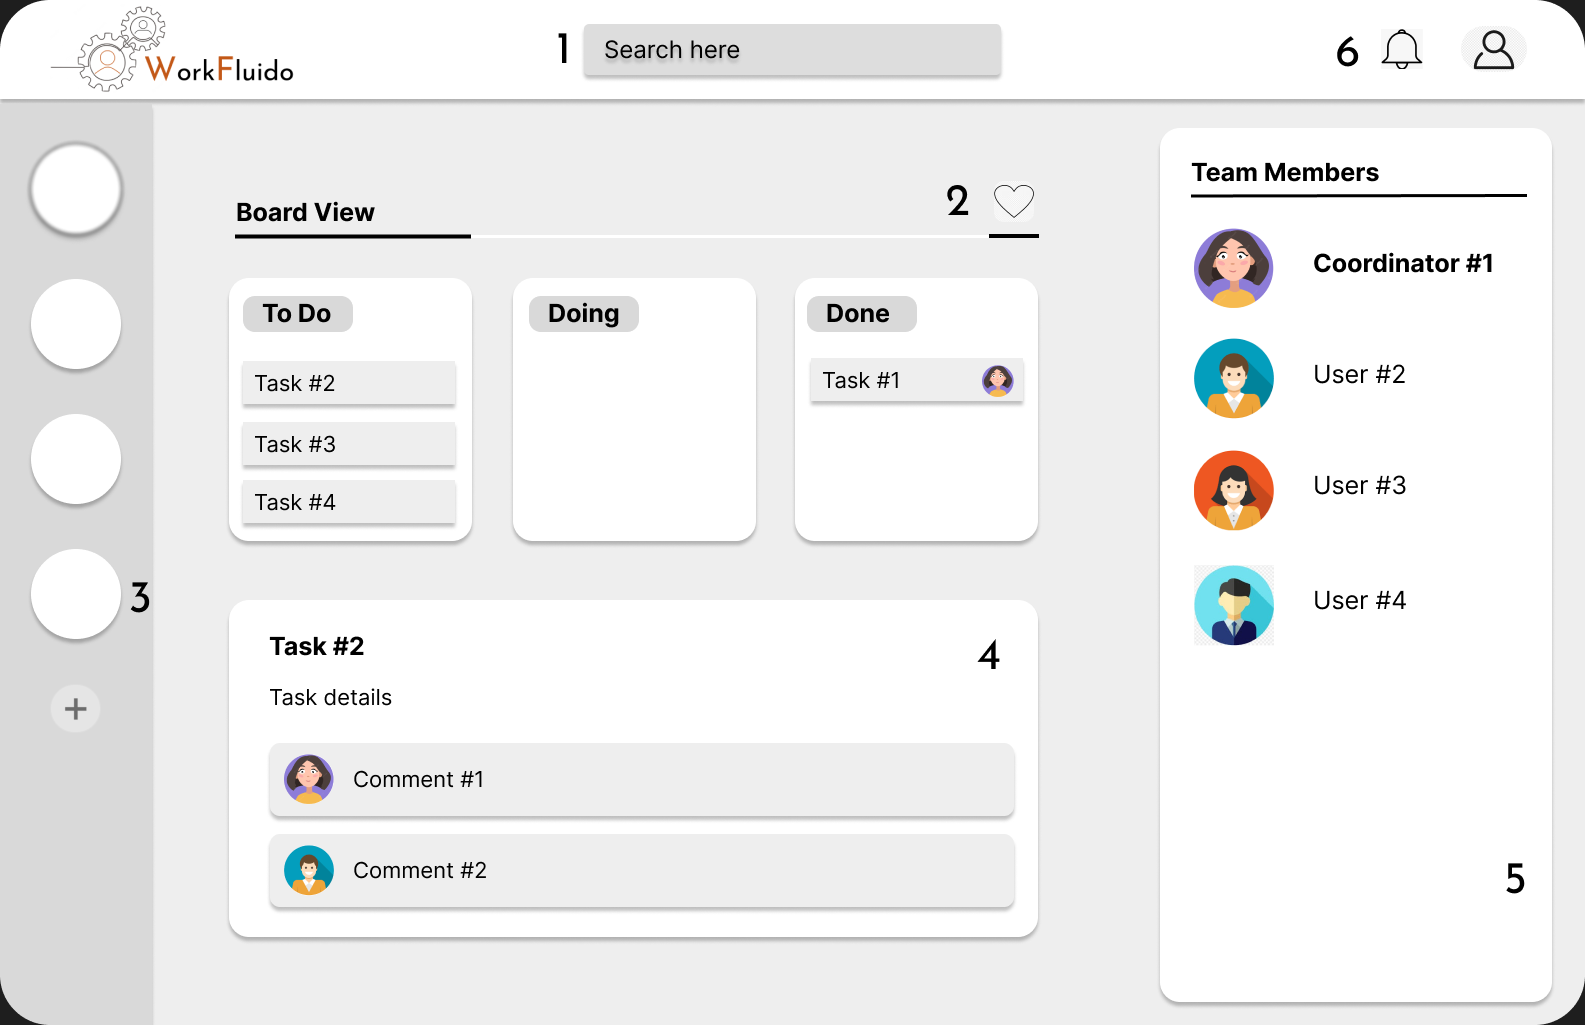 WorkFluido
1
Search here
6
Board View
2
To Do
Task #2
Task #3
Task #4
Doing
Done
Task #1
3
Task #2
4
Task details
Comment #1
Comment #2
Team Members
Coordinator #1
User #2
User #3
User #4
5